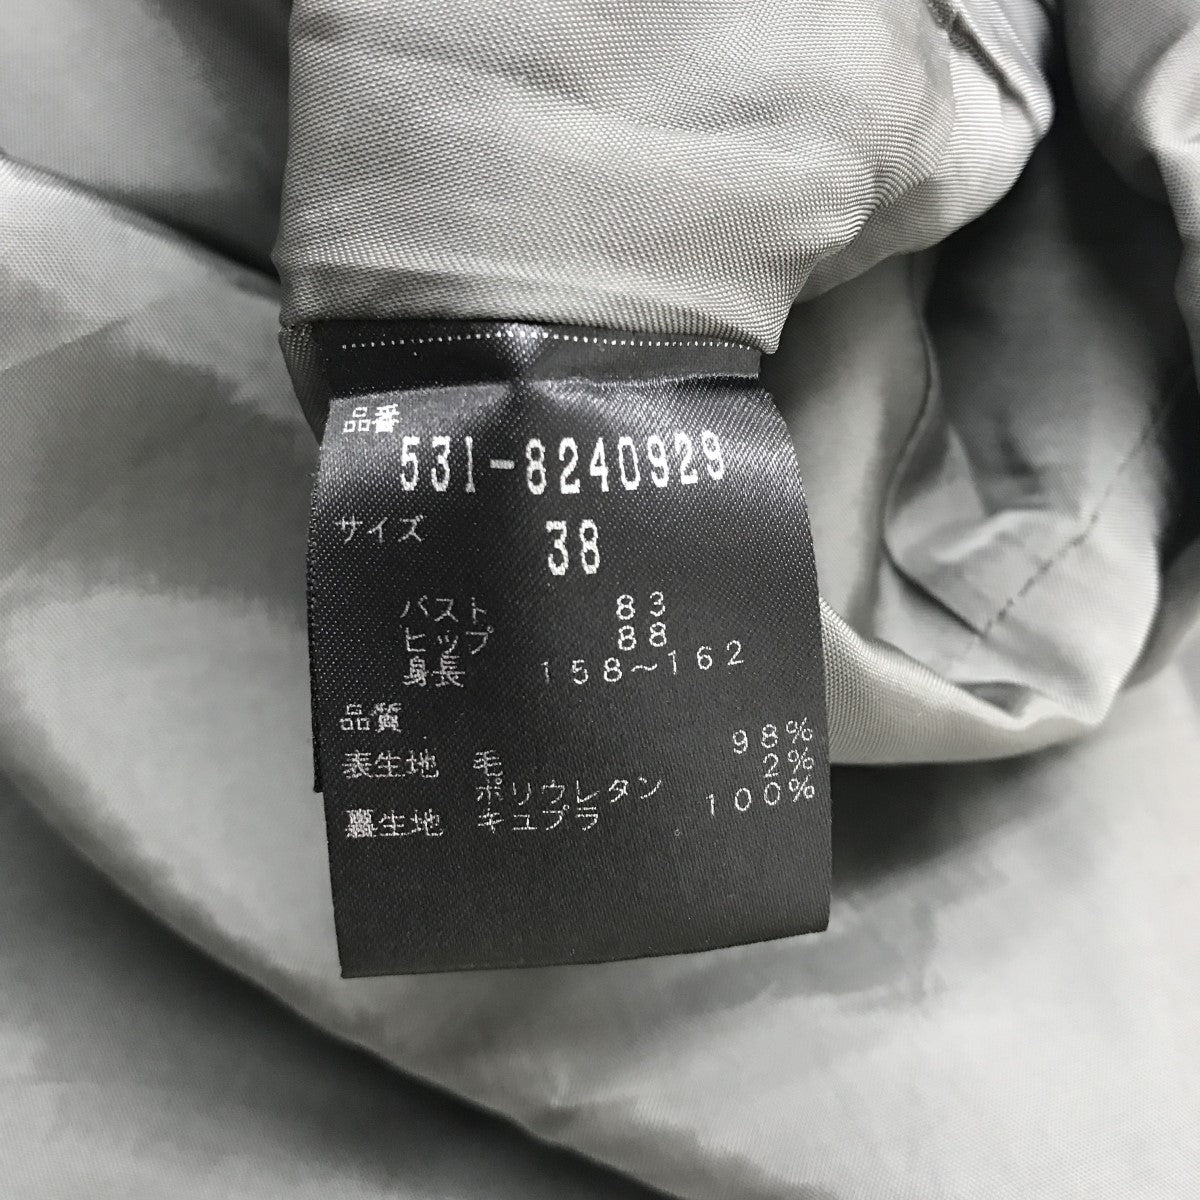 品番
531-8240929
サイズ 38
バスト 83
ヒップ 88
身長 158～162
品質
表生地 毛 98%
ポリウレタン 2%
裏生地 キュプラ 100%